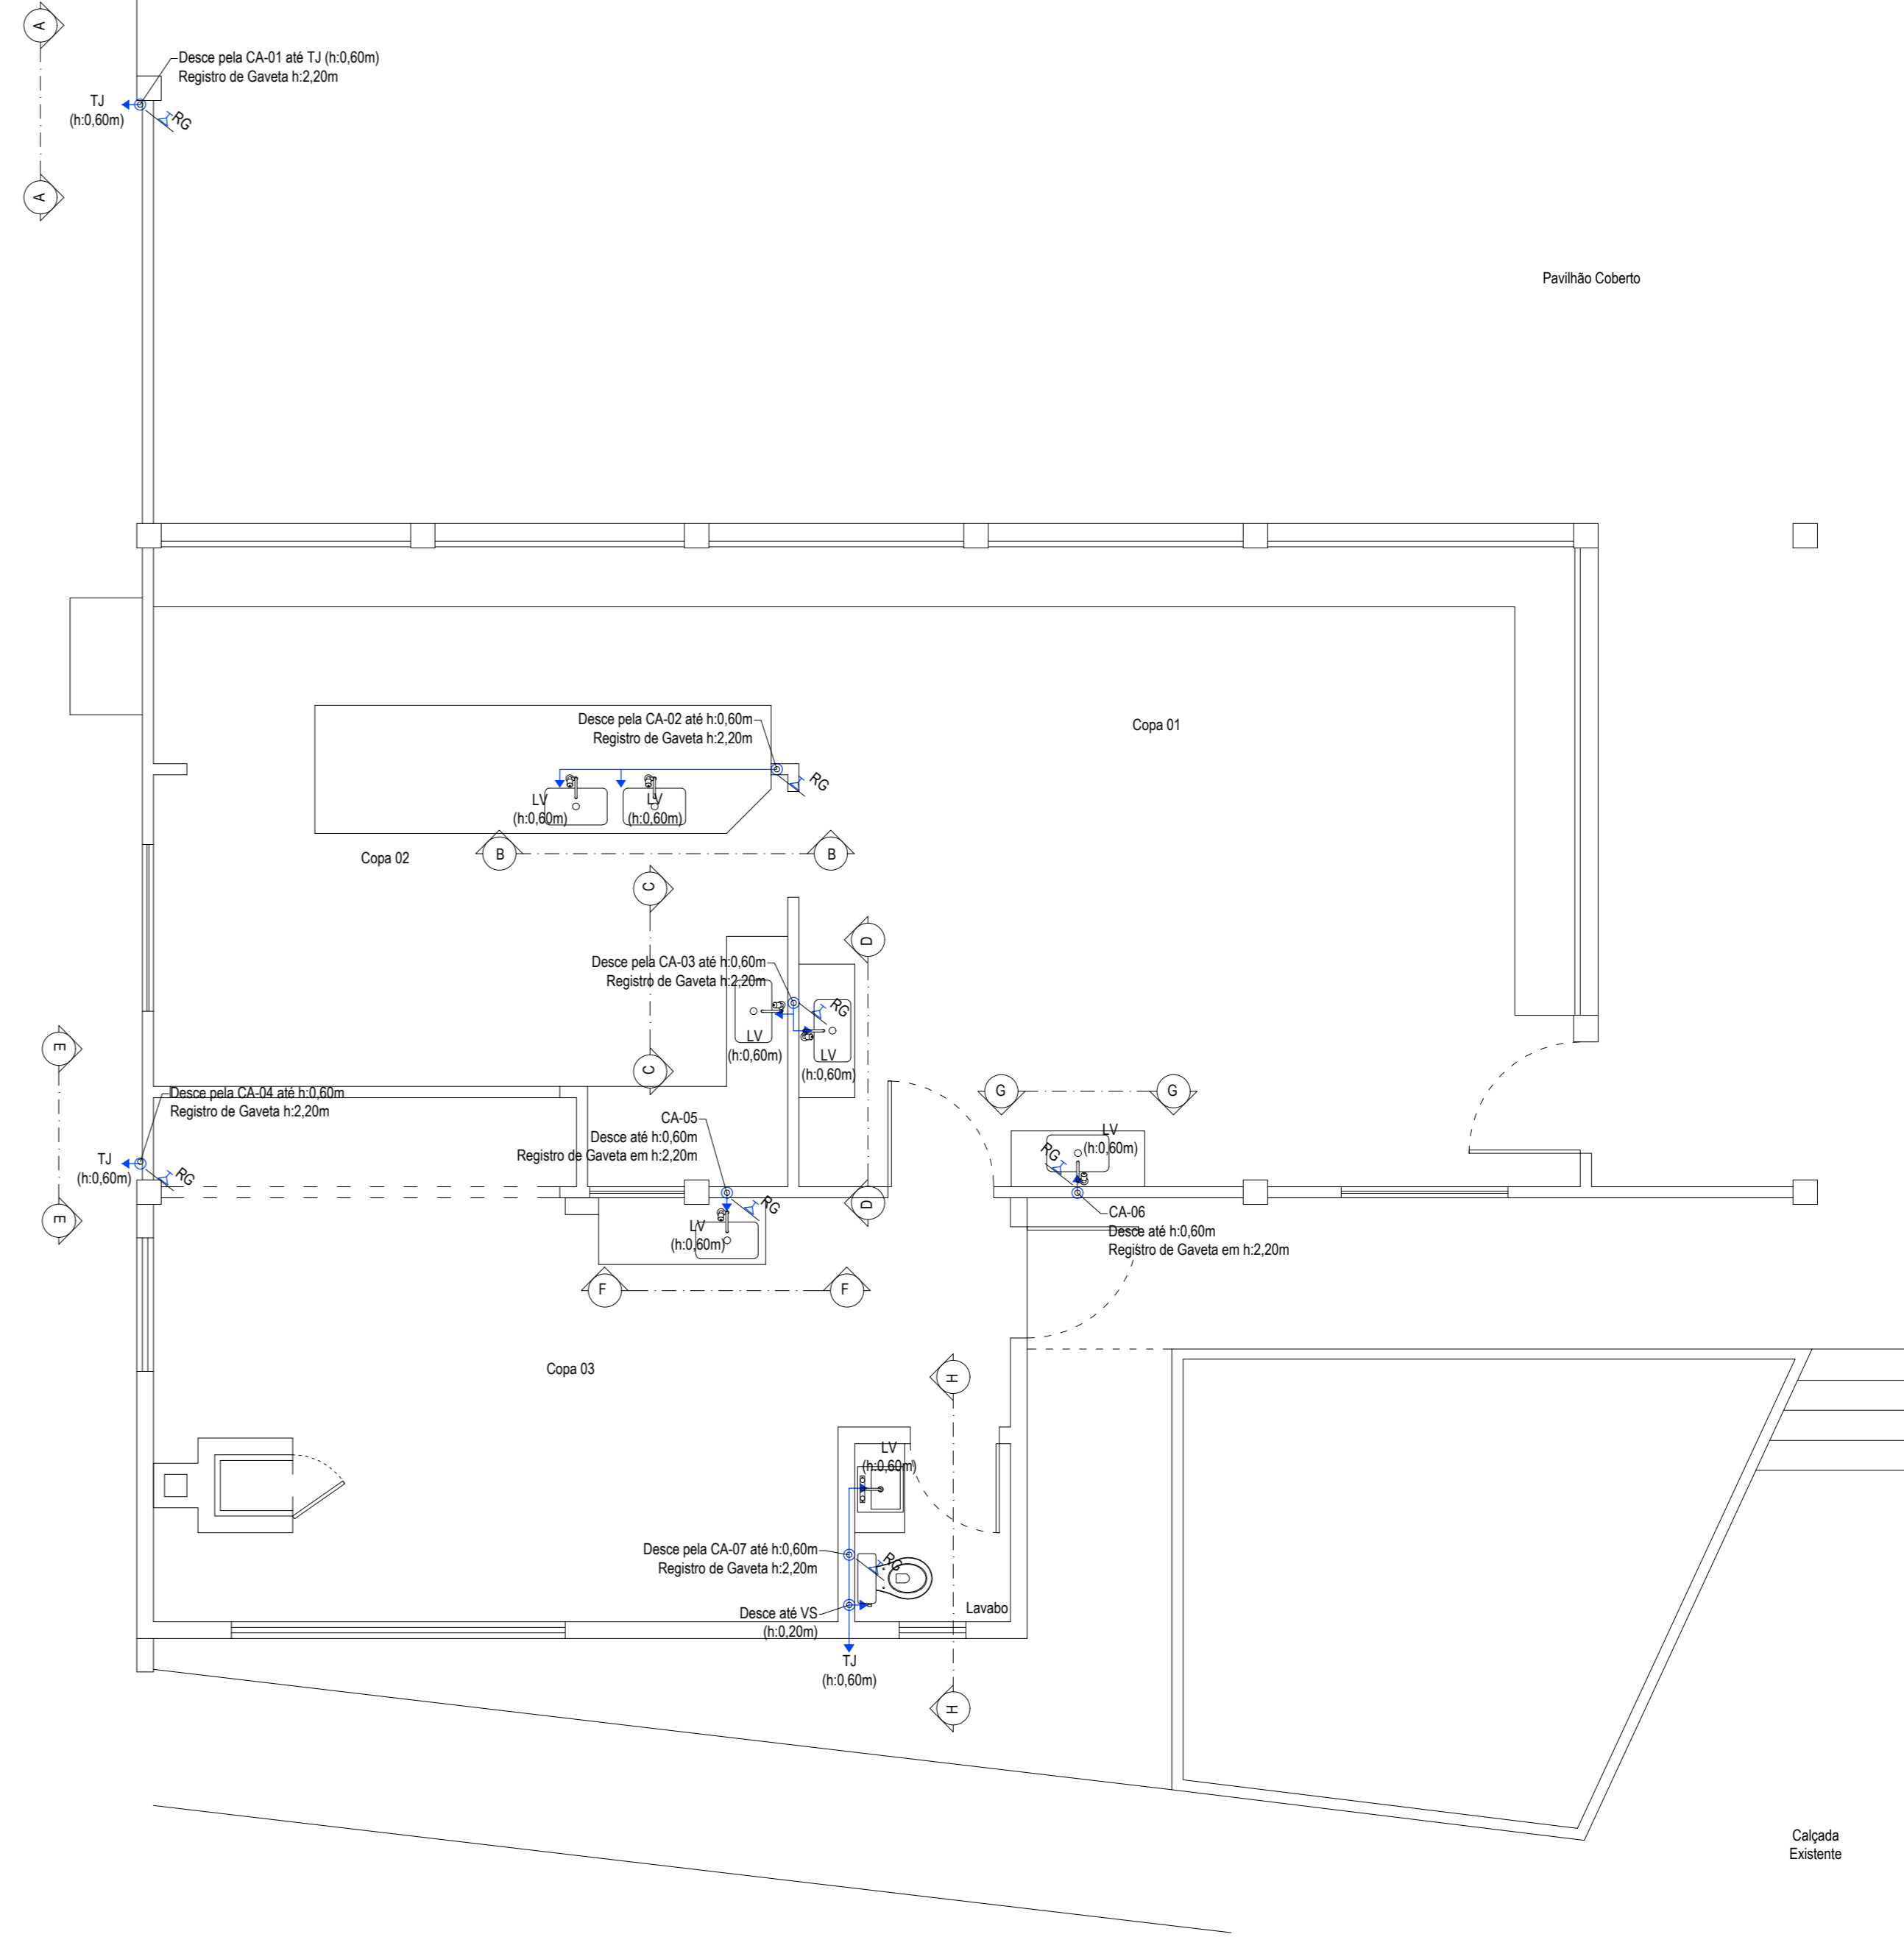 A
Desce pela CA-01 até TJ (h:0,60m)
Registro de Gaveta h:2,20m
TJ
(h:0,60m)
RG
A
Pavilhão Coberto
Desce pela CA-02 até h:0,60m
Registro de Gaveta h:2,20m
Copa 01
RG
LV
(h:0,60m)
LV
(h:0,60m)
Copa 02
B
B
C
D
Desce pela CA-03 até h:0,60m
Registro de Gaveta h:2,20m
RG
LV
(h:0,60m)
LV
(h:0,60m)
C
E
Desce pela CA-04 até h:0,60m
Registro de Gaveta h:2,20m
TJ
(h:0,60m)
RG
E
G
G
CA-05
Desce até h:0,60m
Registro de Gaveta em h:2,20m
RG
LV
(h:0,60m)
D
LV
(h:0,60m)
RG
CA-06
Desce até h:0,60m
Registro de Gaveta em h:2,20m
F
F
Copa 03
H
LV
(h:0,60m)
Desce pela CA-07 até h:0,60m
Registro de Gaveta h:2,20m
RG
Desce até VS
(h:0,20m)
Lavabo
TJ
(h:0,60m)
H
Calçada
Existente